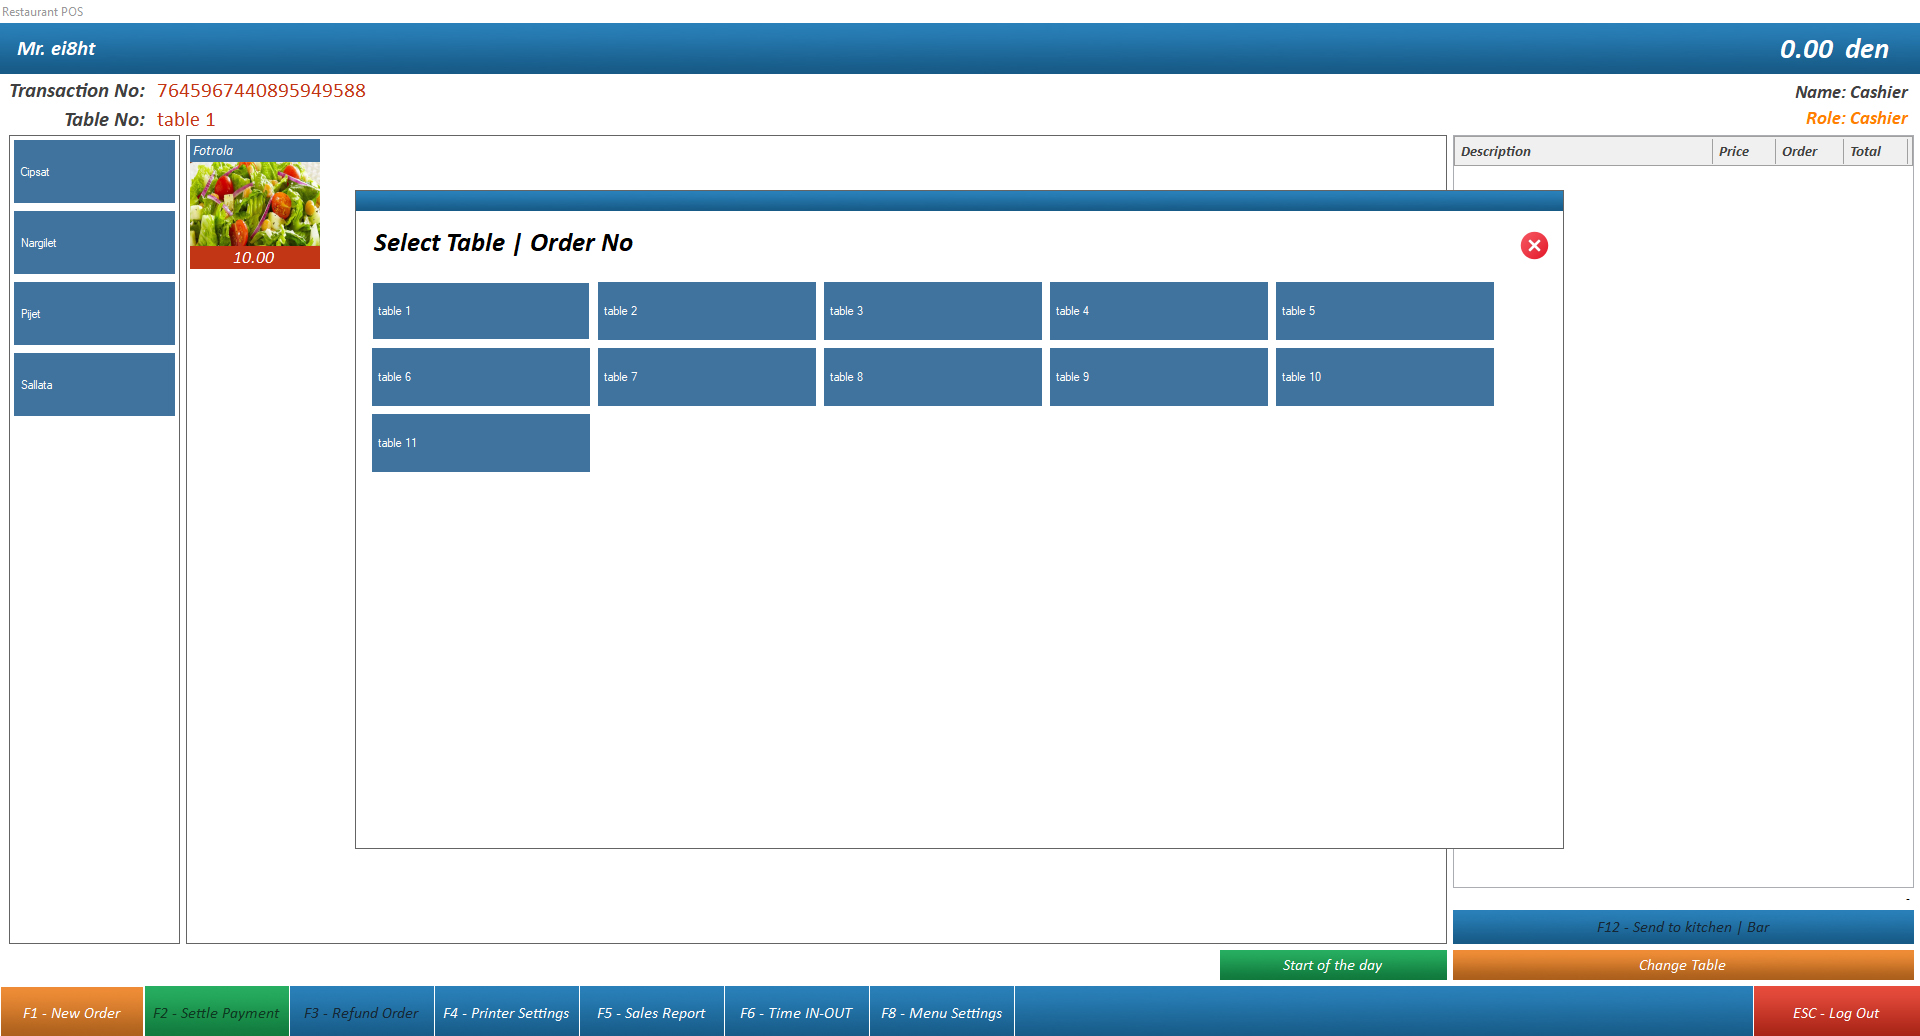 Restaurant POS
Mr. ei8ht
0.00 den
Transaction No: 7645967440895949588
Name: Cashier
Table No: table 1
Role: Cashier
Cipsat
Nargilet
Pijet
Sallata
Fotrola
10.00
Description Price Order Total
Select Table | Order No
table 1
table 2
table 3
table 4
table 5
table 6
table 7
table 8
table 9
table 10
table 11
-
F12 - Send to kitchen | Bar
Start of the day
Change Table
F1 - New Order
F2 - Settle Payment
F3 - Refund Order
F4 - Printer Settings
F5 - Sales Report
F6 - Time IN-OUT
F8 - Menu Settings
ESC - Log Out